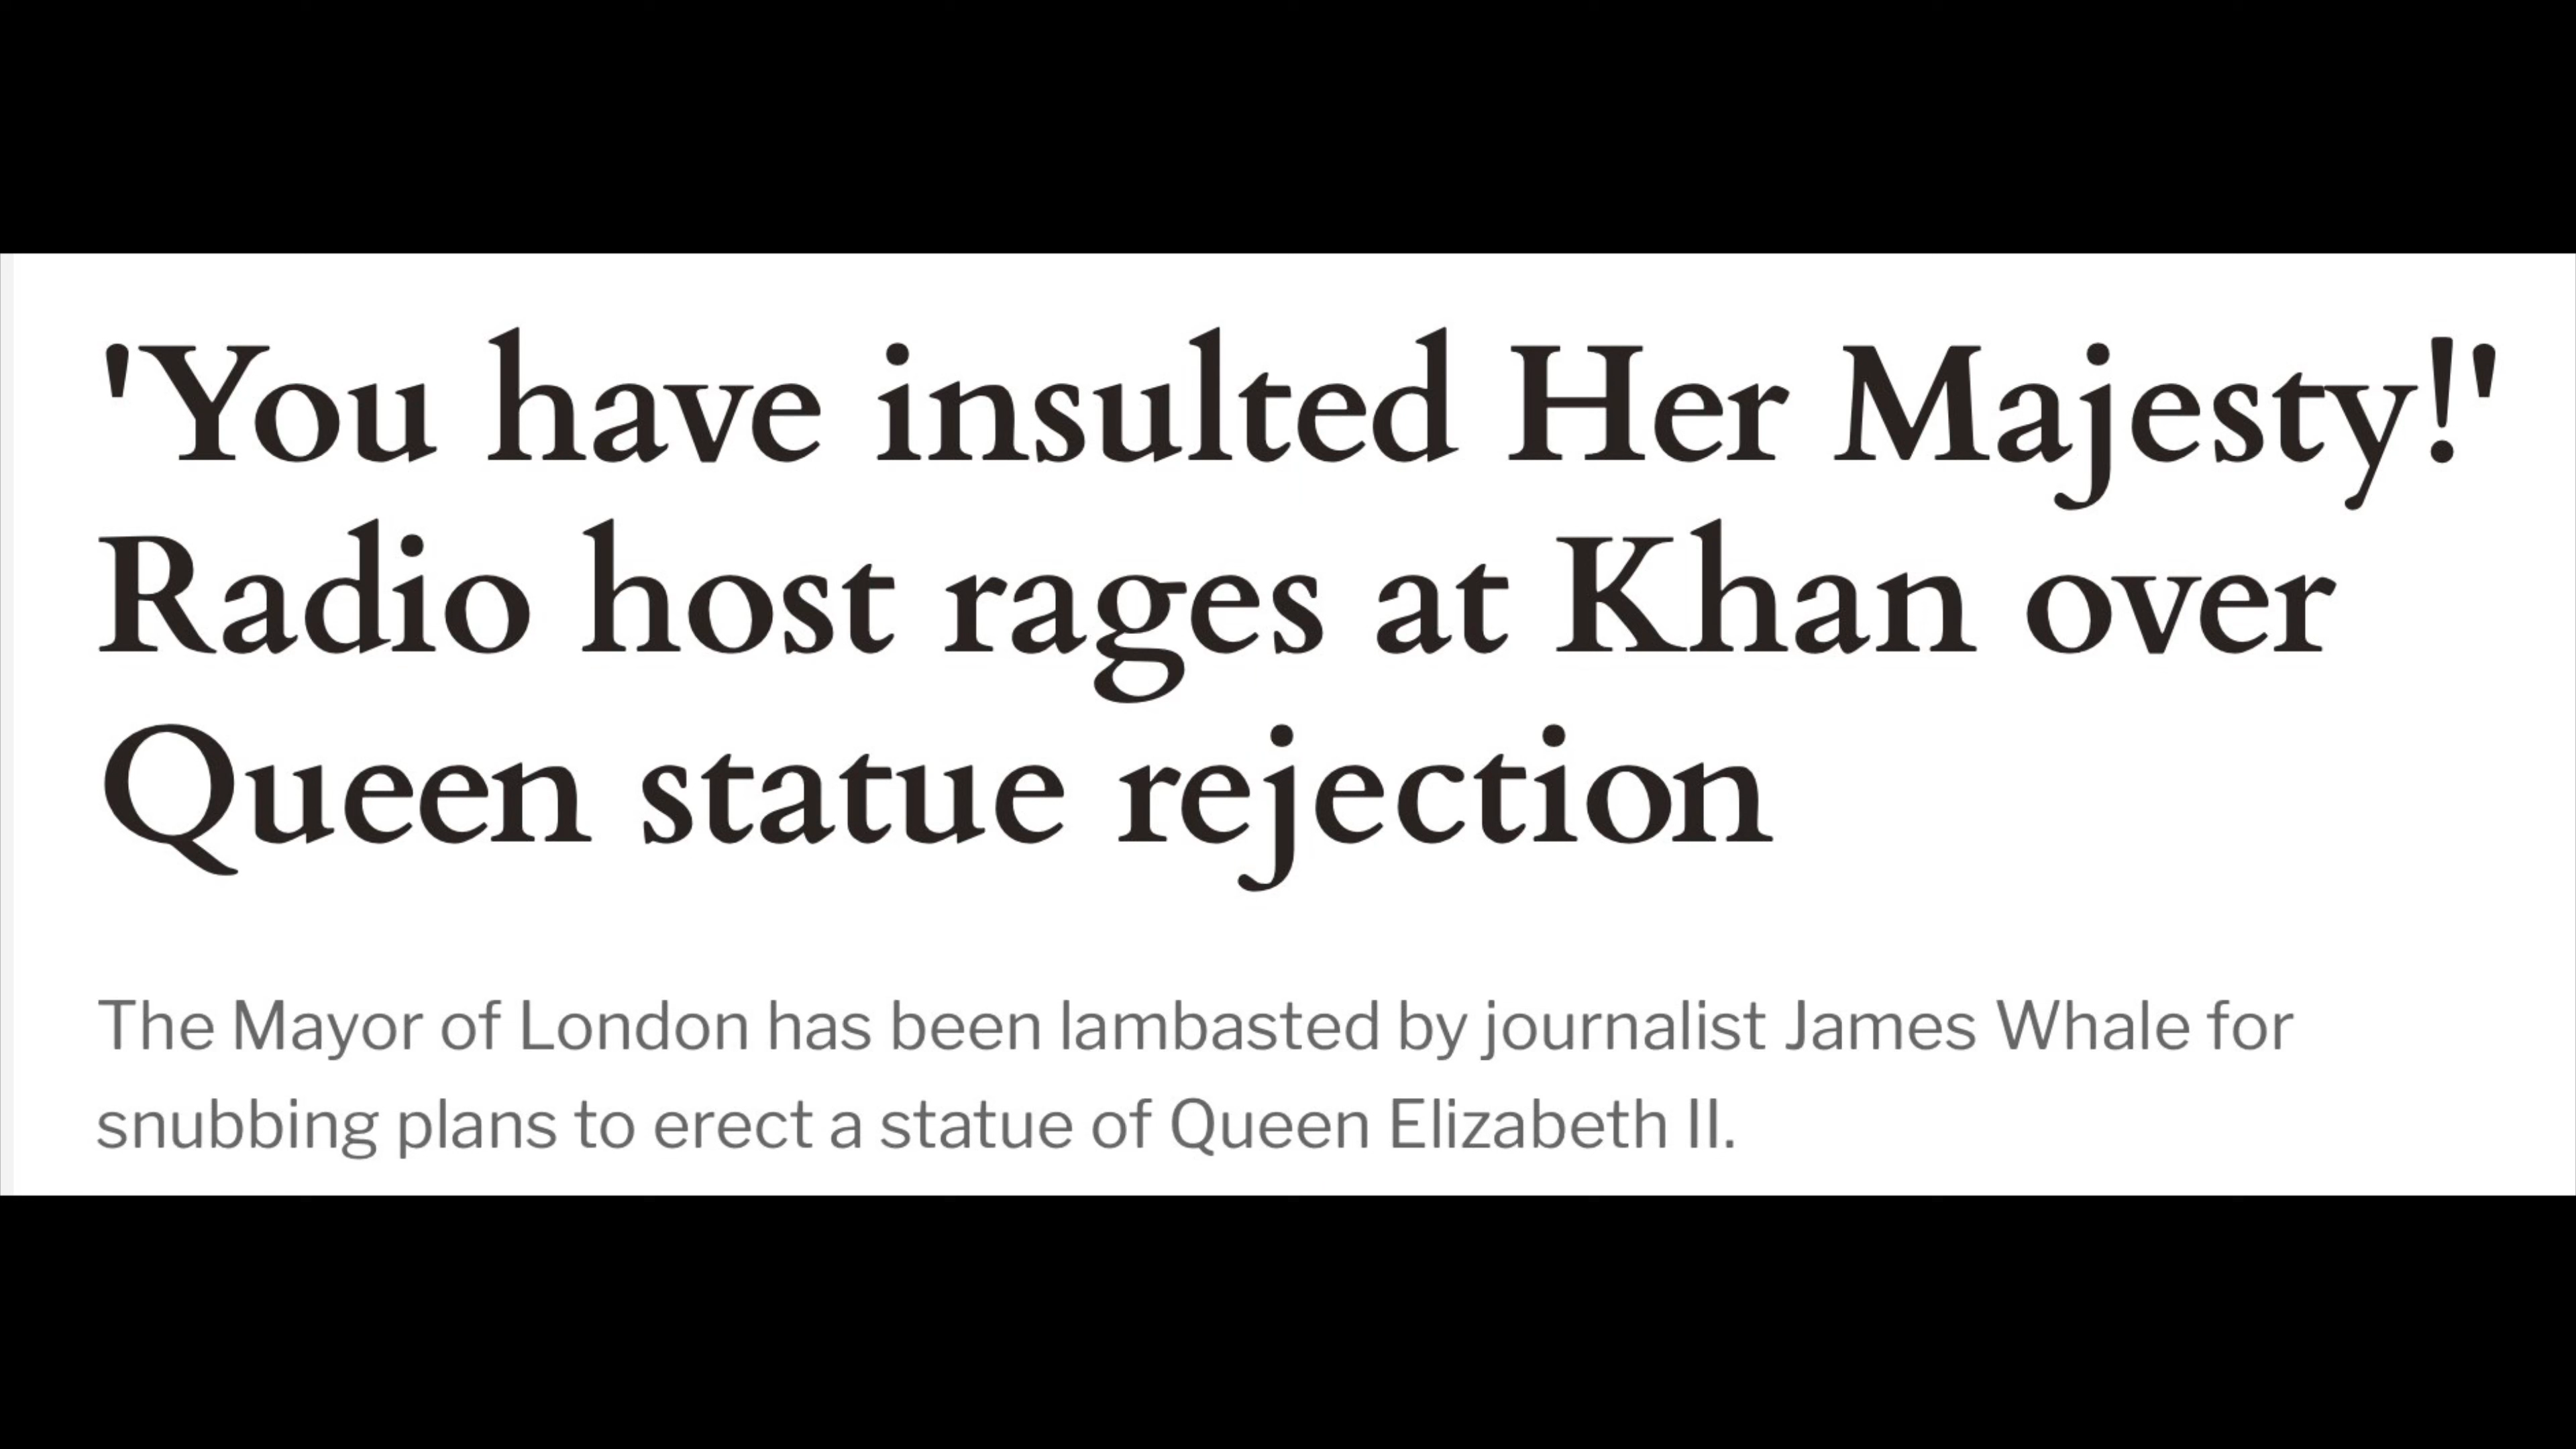 'You have insulted Her Majesty!'
Radio host rages at Khan over
Queen statue rejection
The Mayor of London has been lambasted by journalist James Whale for
snubbing plans to erect a statue of Queen Elizabeth II.